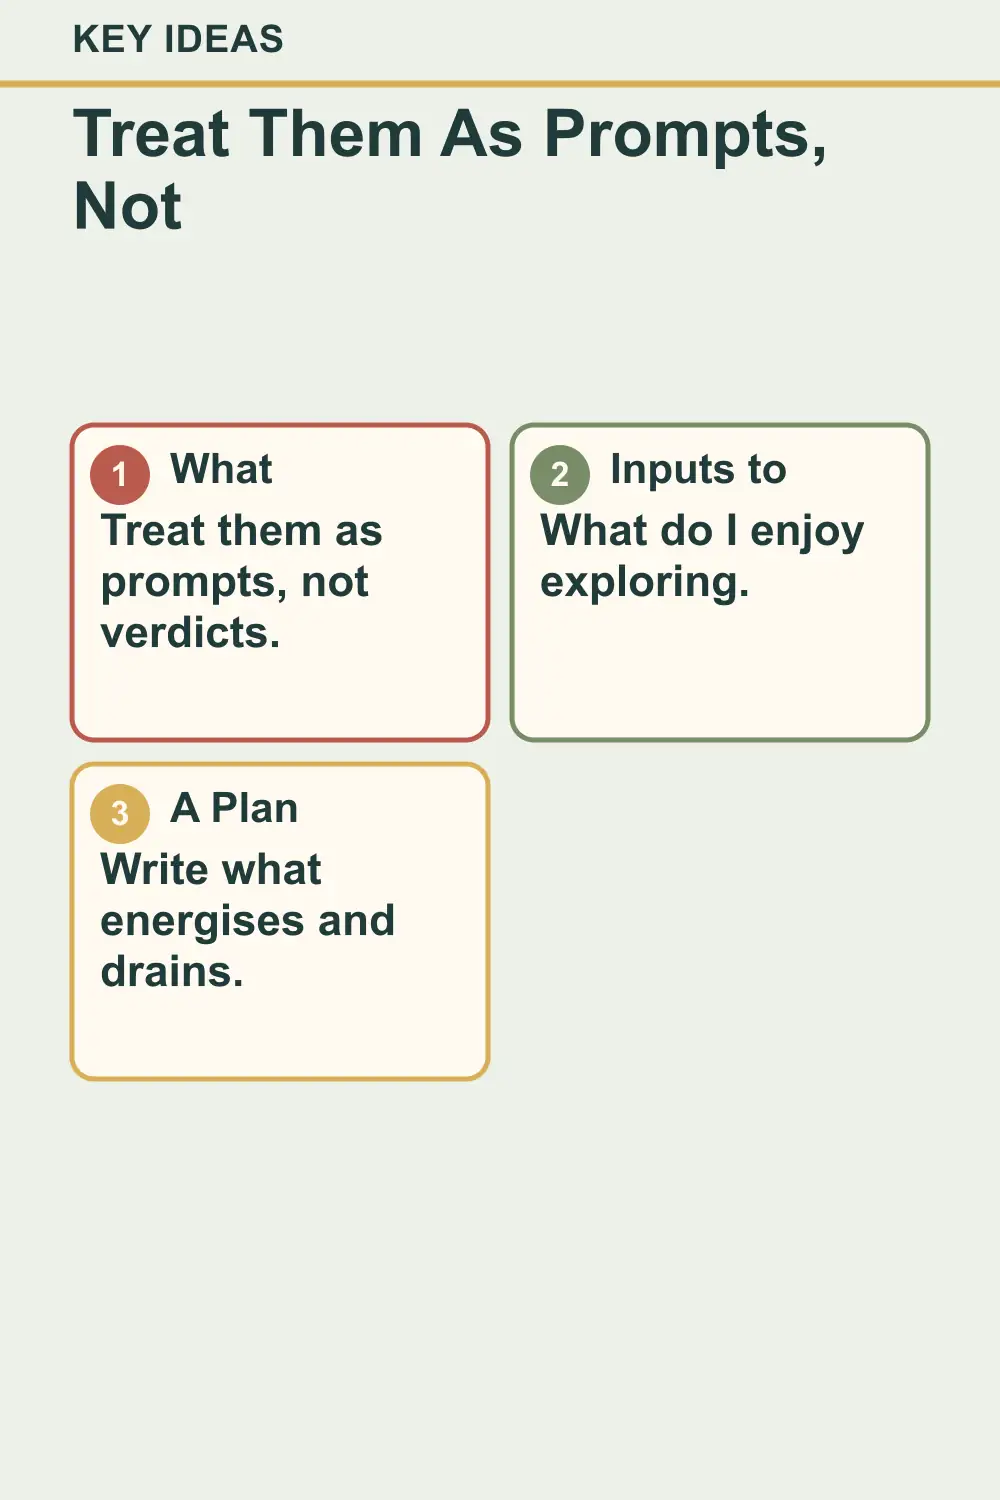 KEY IDEAS
Treat Them As Prompts,
Not
1 What
Treat them as
prompts, not
verdicts.
2 Inputs to
What do I enjoy
exploring.
3 A Plan
Write what
energises and
drains.